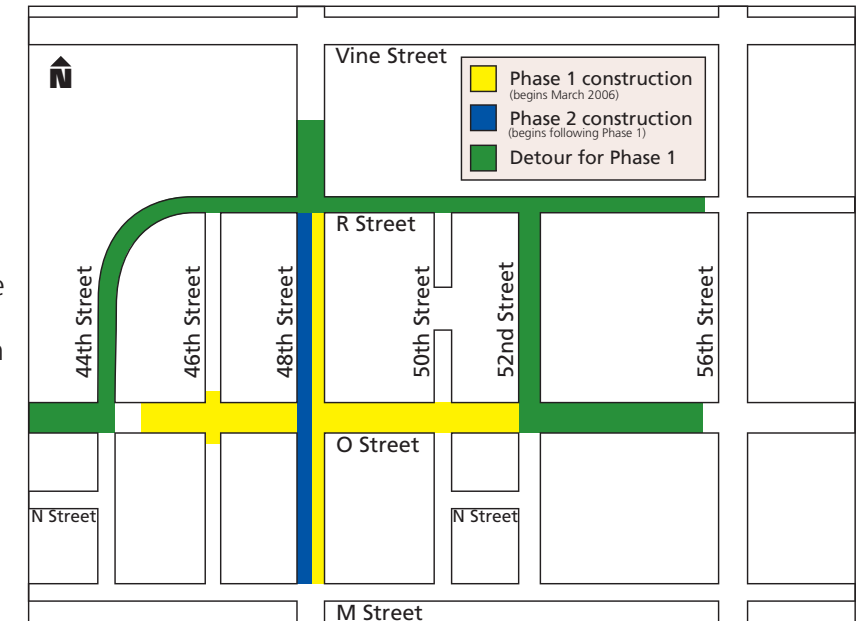 Vine Street
N
Phase 1 construction
(begins March 2006)
Phase 2 construction
(begins following Phase 1)
Detour for Phase 1
R Street
44th Street
46th Street
48th Street
50th Street
52nd Street
56th Street
O Street
N Street
N Street
M Street